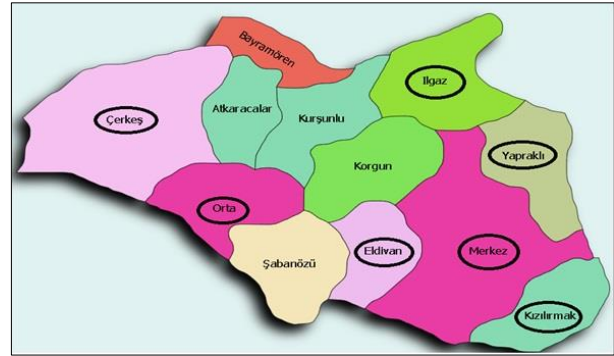 Bayramören
Ilgaz
Atkaracalar
Çerkeş
Kurşunlu
Yapraklı
Korgun
Orta
Eldivan
Merkez
Şabanözü
Kızılırmak